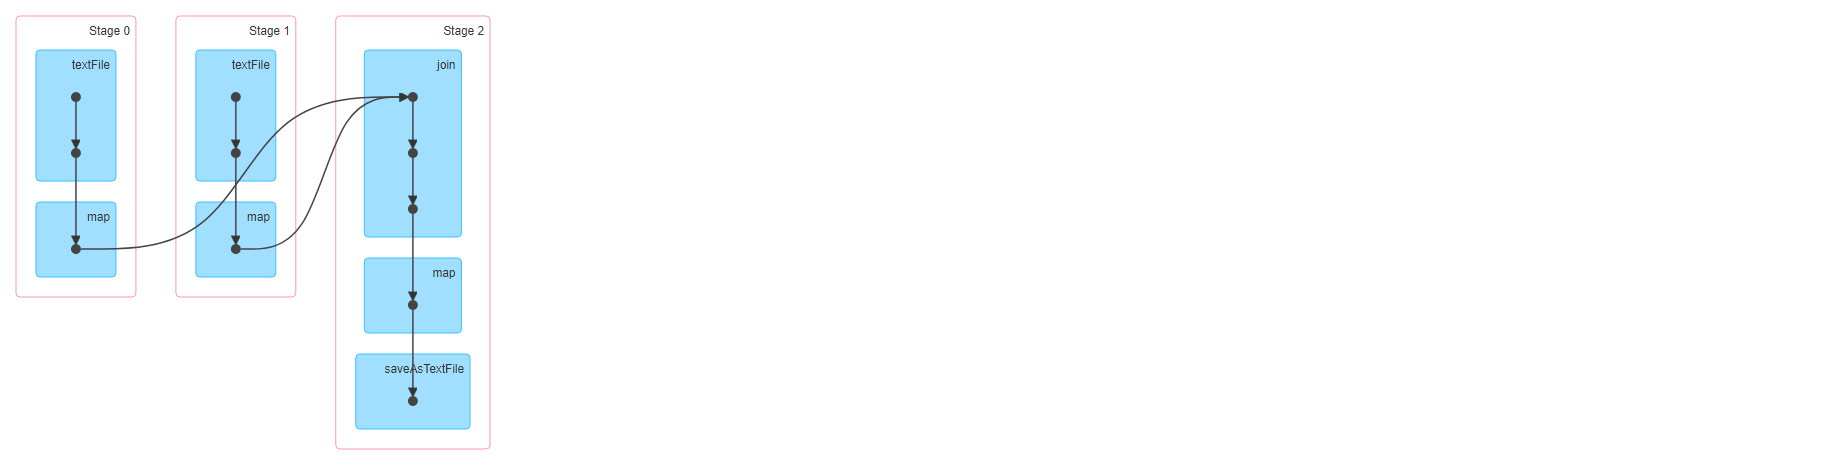 Stage 0
textFile
map
Stage 1
textFile
map
Stage 2
join
map
saveAsTextFile